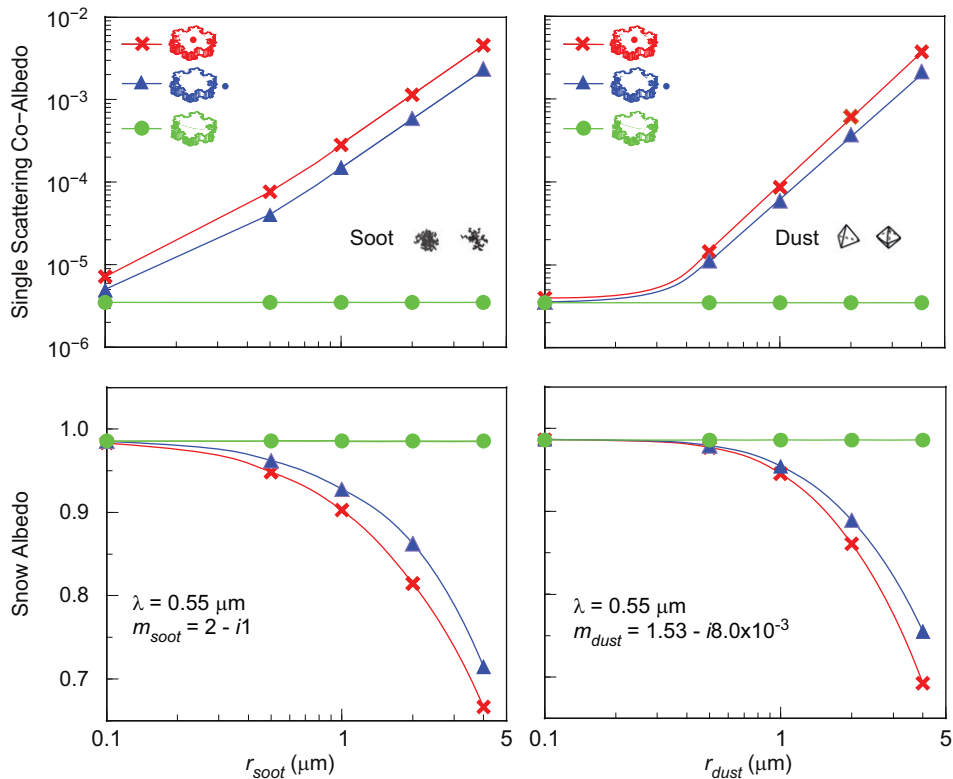 10⁻²
10⁻³
10⁻⁴
10⁻⁵
10⁻⁶
Single Scattering Co-Albedo
Soot
Dust
1.0
0.9
0.8
0.7
Snow Albedo
λ = 0.55 μm
m_soot = 2 - i1
λ = 0.55 μm
m_dust = 1.53 - i8.0x10⁻³
0.1 1 5
0.1 1 5
r_soot (μm)
r_dust (μm)